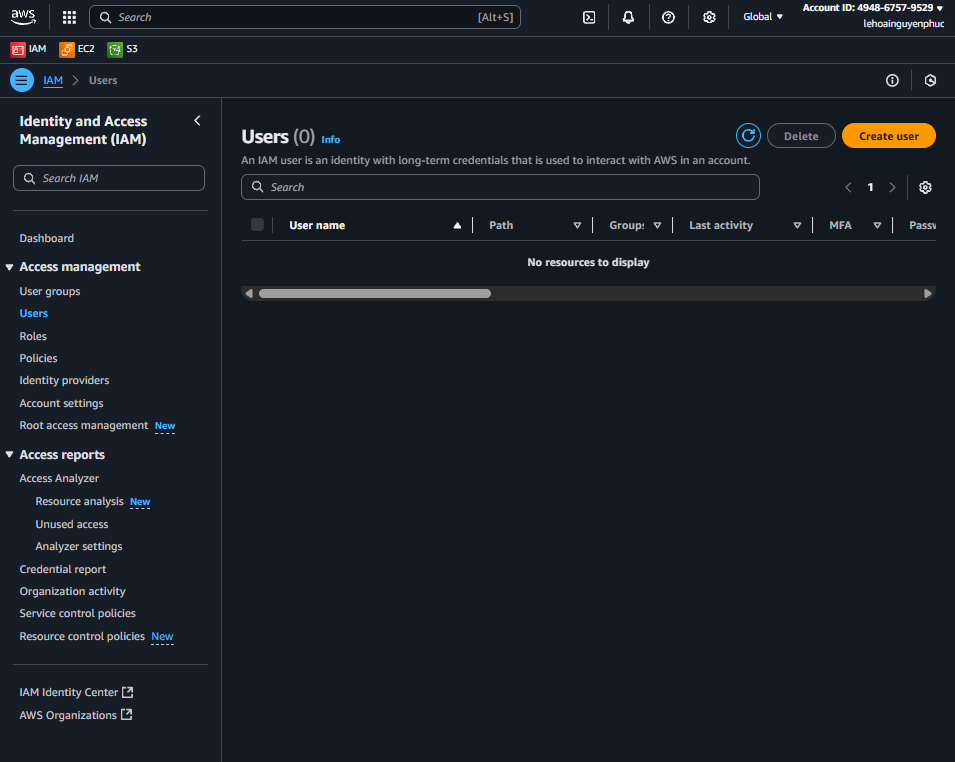 aws
Search [Alt+S]
Global
Account ID: 4948-6757-9529
lehoainguyenphuc
IAM EC2 S3
IAM Users
Identity and Access Management (IAM)
Search IAM
Dashboard
Access management
User groups
Users
Roles
Policies
Identity providers
Account settings
Root access management New
Access reports
Access Analyzer
Resource analysis New
Unused access
Analyzer settings
Credential report
Organization activity
Service control policies
Resource control policies New
IAM Identity Center
AWS Organizations
Users (0) Info
Delete
Create user
An IAM user is an identity with long-term credentials that is used to interact with AWS in an account.
Search
1
User name Path Groups Last activity MFA Passw
No resources to display